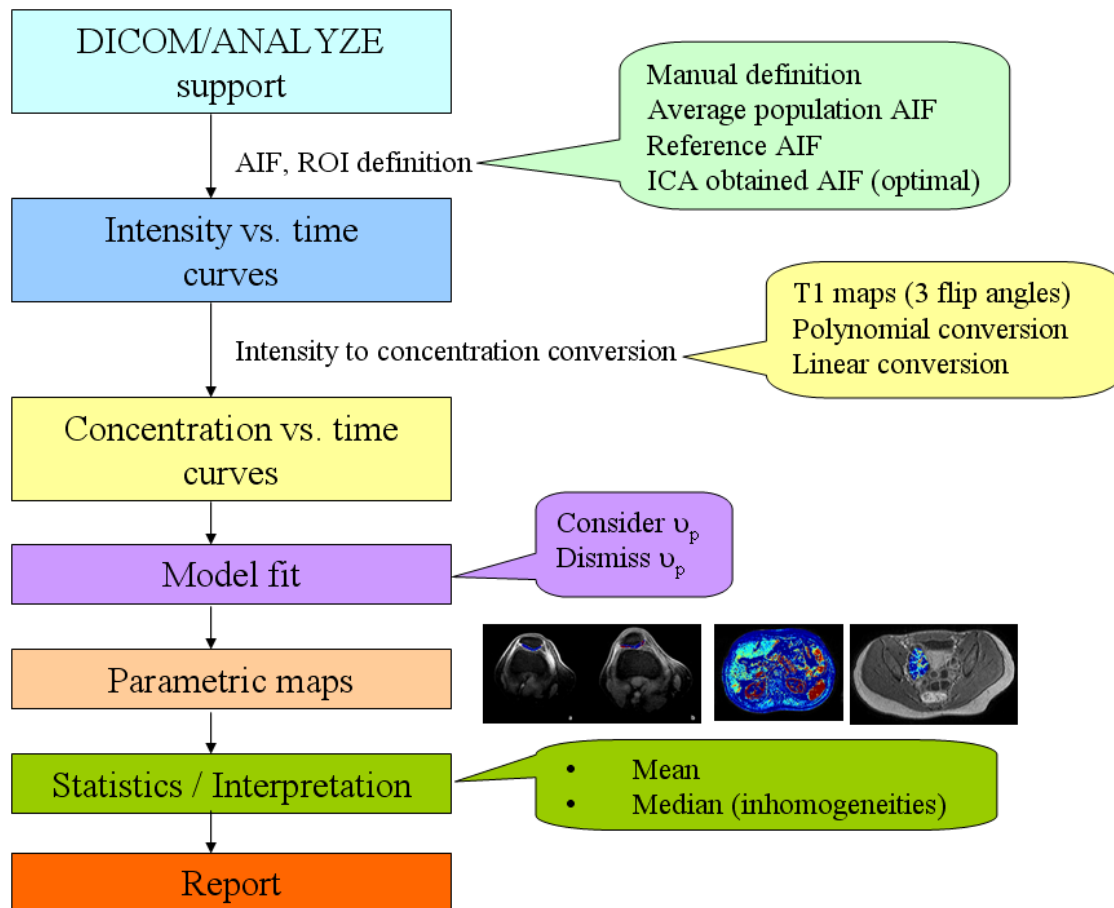 DICOM/ANALYZE
support
Manual definition
Average population AIF
Reference AIF
ICA obtained AIF (optimal)
AIF, ROI definition
Intensity vs. time
curves
T1 maps (3 flip angles)
Polynomial conversion
Linear conversion
Intensity to concentration conversion
Concentration vs. time
curves
Consider υp
Dismiss υp
Model fit
Parametric maps
Statistics / Interpretation
• Mean
• Median (inhomogeneities)
Report